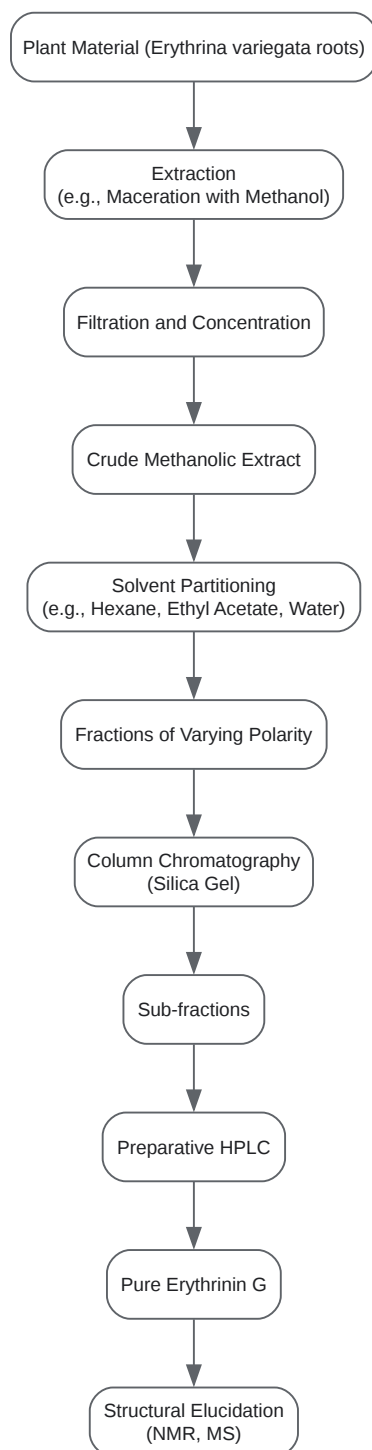 Plant Material (Erythrina variegata roots)
Extraction
(e.g., Maceration with Methanol)
Filtration and Concentration
Crude Methanolic Extract
Solvent Partitioning
(e.g., Hexane, Ethyl Acetate, Water)
Fractions of Varying Polarity
Column Chromatography
(Silica Gel)
Sub-fractions
Preparative HPLC
Pure Erythrinin G
Structural Elucidation
(NMR, MS)